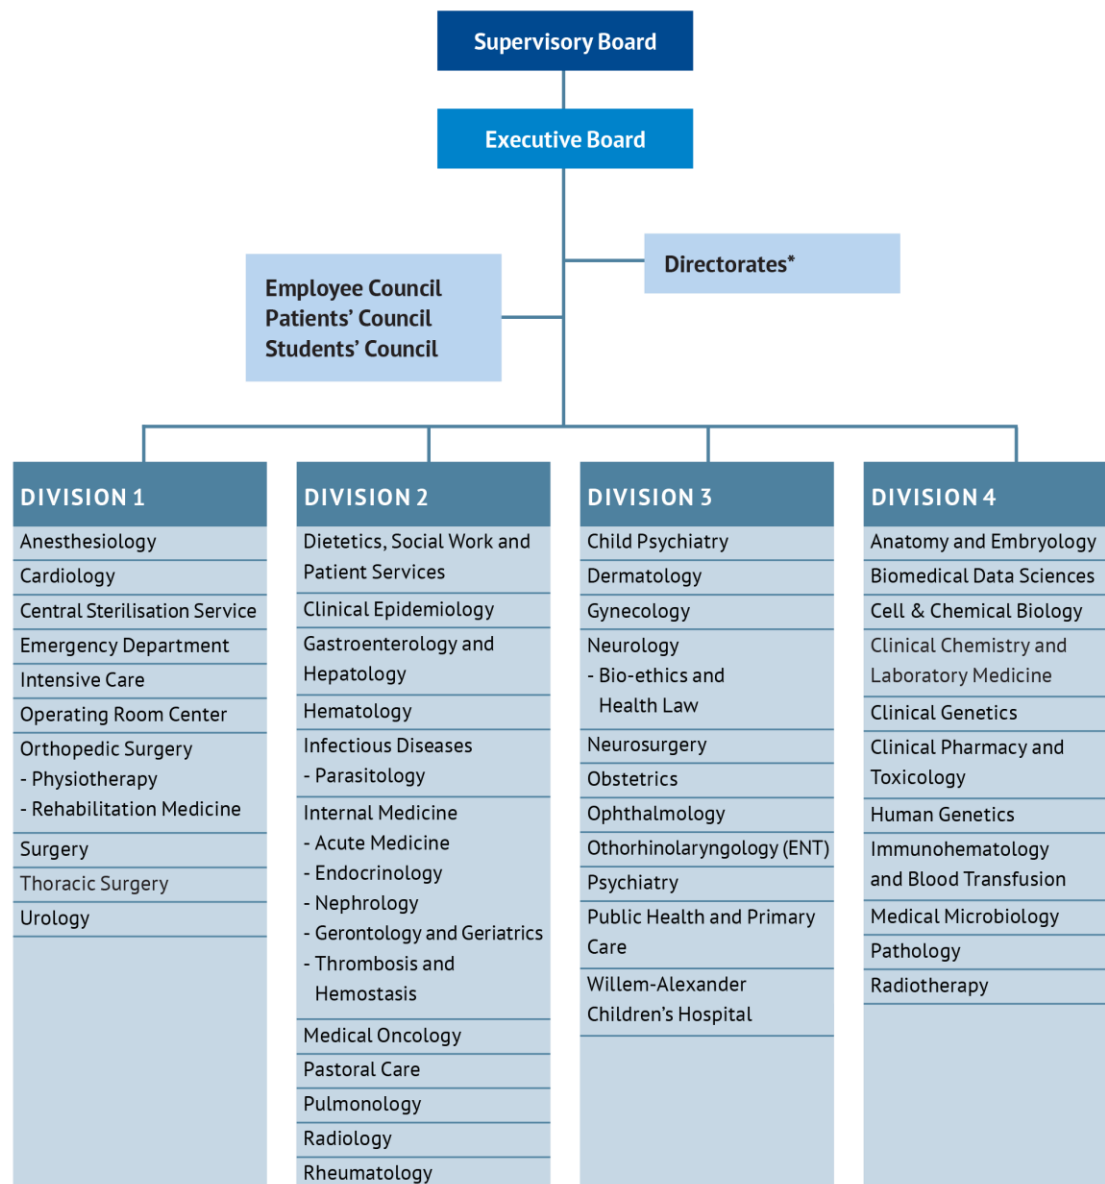 Supervisory Board
Executive Board
Directorates*
Employee Council
Patients’ Council
Students’ Council
DIVISION 1
Anesthesiology
Cardiology
Central Sterilisation Service
Emergency Department
Intensive Care
Operating Room Center
Orthopedic Surgery
- Physiotherapy
- Rehabilitation Medicine
Surgery
Thoracic Surgery
Urology
DIVISION 2
Dietetics, Social Work and
Patient Services
Clinical Epidemiology
Gastroenterology and
Hepatology
Hematology
Infectious Diseases
- Parasitology
Internal Medicine
- Acute Medicine
- Endocrinology
- Nephrology
- Gerontology and Geriatrics
- Thrombosis and
Hemostasis
Medical Oncology
Pastoral Care
Pulmonology
Radiology
Rheumatology
DIVISION 3
Child Psychiatry
Dermatology
Gynecology
Neurology
- Bio-ethics and
Health Law
Neurosurgery
Obstetrics
Ophthalmology
Othorhinolaryngology (ENT)
Psychiatry
Public Health and Primary
Care
Willem-Alexander
Children’s Hospital
DIVISION 4
Anatomy and Embryology
Biomedical Data Sciences
Cell & Chemical Biology
Clinical Chemistry and
Laboratory Medicine
Clinical Genetics
Clinical Pharmacy and
Toxicology
Human Genetics
Immunohematology
and Blood Transfusion
Medical Microbiology
Pathology
Radiotherapy